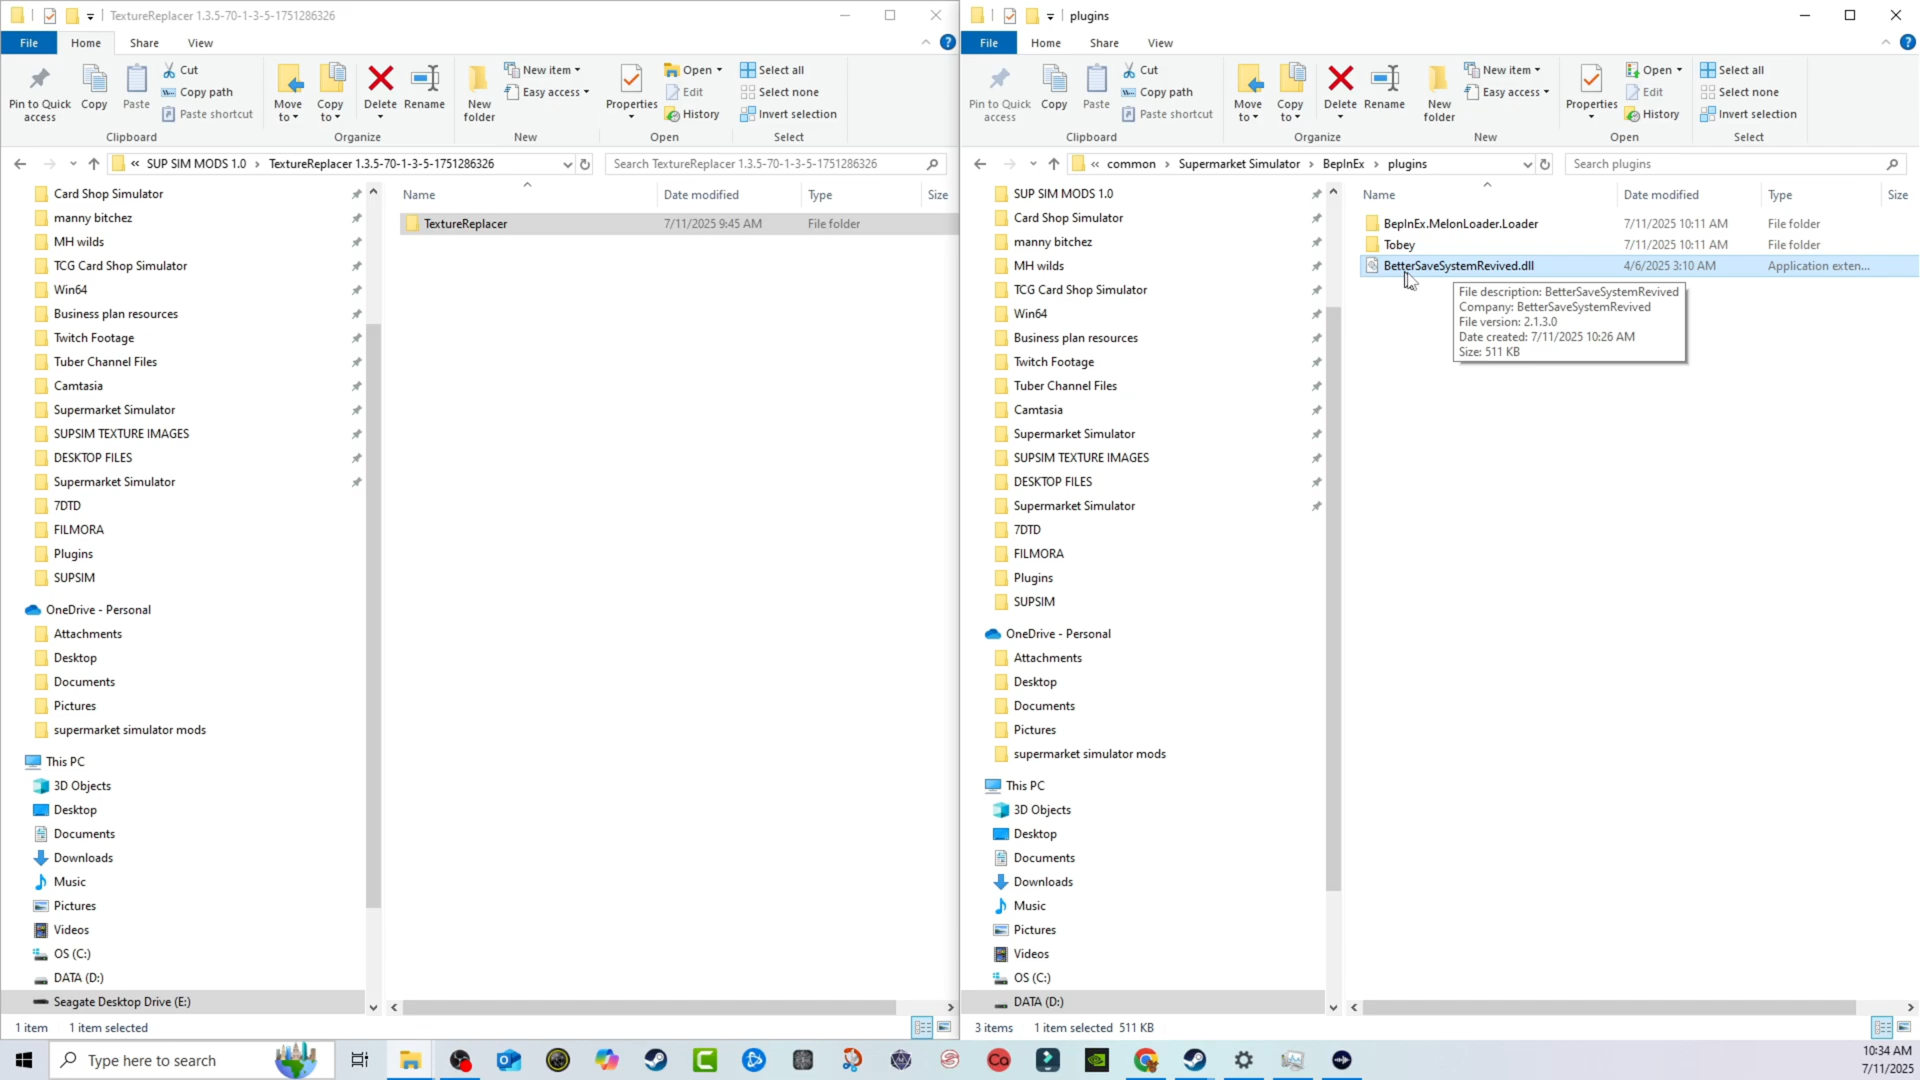 TextureReplacer 1.3.5-70-1-3-5-1751286326
File
Home
Share
View
Pin to Quick access
Copy
Paste
Cut
Copy path
Paste shortcut
Clipboard
Move to
Copy to
Delete
Rename
Organize
New folder
New item
Easy access
New
Properties
Open
Edit
History
Open
Select all
Select none
Invert selection
Select
« SUP SIM MODS 1.0 › TextureReplacer 1.3.5-70-1-3-5-1751286326
Search TextureReplacer 1.3.5-70-1-3-5-1751286326
Card Shop Simulator
manny bitchez
MH wilds
TCG Card Shop Simulator
Win64
Business plan resources
Twitch Footage
Tuber Channel Files
Camtasia
Supermarket Simulator
SUPSIM TEXTURE IMAGES
DESKTOP FILES
Supermarket Simulator
7DTD
FILMORA
Plugins
SUPSIM
OneDrive - Personal
Attachments
Desktop
Documents
Pictures
supermarket simulator mods
This PC
3D Objects
Desktop
Documents
Downloads
Music
Pictures
Videos
OS (C:)
DATA (D:)
Seagate Desktop Drive (E:)
Name Date modified Type Size
TextureReplacer 7/11/2025 9:45 AM File folder
1 item 1 item selected
plugins
File
Home
Share
View
Pin to Quick access
Copy
Paste
Cut
Copy path
Paste shortcut
Clipboard
Move to
Copy to
Delete
Rename
Organize
New folder
New item
Easy access
New
Properties
Open
Edit
History
Open
Select all
Select none
Invert selection
Select
« common › Supermarket Simulator › BepInEx › plugins
Search plugins
SUP SIM MODS 1.0
Card Shop Simulator
manny bitchez
MH wilds
TCG Card Shop Simulator
Win64
Business plan resources
Twitch Footage
Tuber Channel Files
Camtasia
Supermarket Simulator
SUPSIM TEXTURE IMAGES
DESKTOP FILES
Supermarket Simulator
7DTD
FILMORA
Plugins
SUPSIM
OneDrive - Personal
Attachments
Desktop
Documents
Pictures
supermarket simulator mods
This PC
3D Objects
Desktop
Documents
Downloads
Music
Pictures
Videos
OS (C:)
DATA (D:)
Name Date modified Type Size
BepInEx.MelonLoader.Loader 7/11/2025 10:11 AM File folder
Tobey 7/11/2025 10:11 AM File folder
BetterSaveSystemRevived.dll 4/6/2025 3:10 AM Application exten...
File description: BetterSaveSystemRevived
Company: BetterSaveSystemRevived
File version: 2.1.3.0
Date created: 7/11/2025 10:26 AM
Size: 511 KB
3 items 1 item selected 511 KB
Type here to search
10:34 AM
7/11/2025